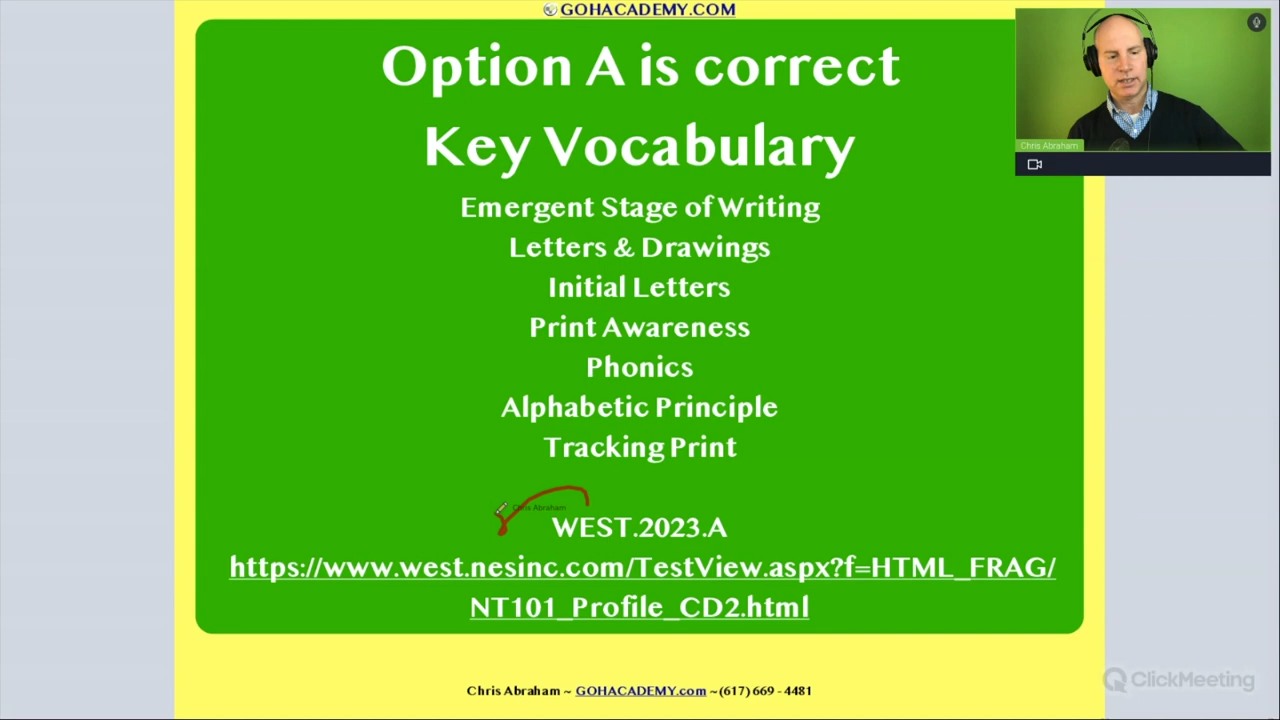 GOHACADEMY.COM
Option A is correct
Key Vocabulary
Emergent Stage of Writing
Letters & Drawings
Initial Letters
Print Awareness
Phonics
Alphabetic Principle
Tracking Print
Chris Abraham
WEST.2023.A
https://www.west.nesinc.com/TestView.aspx?f=HTML_FRAG/
NT101_Profile_CD2.html
Chris Abraham ~ GOHACADEMY.com ~(617) 669 - 4481
Chris Abraham
ClickMeeting